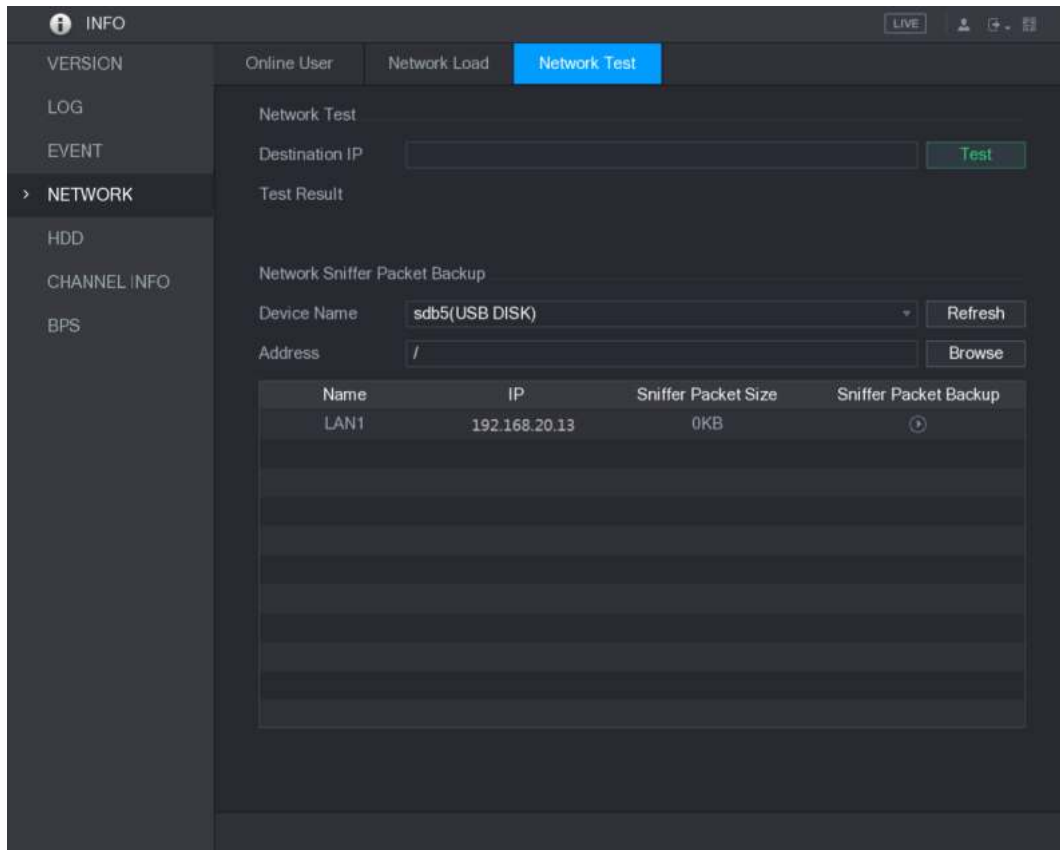 INFO
LIVE
VERSION
LOG
EVENT
NETWORK
HDD
CHANNEL INFO
BPS
Online User Network Load Network Test
Network Test
Destination IP Test
Test Result
Network Sniffer Packet Backup
Device Name sdb5(USB DISK) Refresh
Address / Browse
Name IP Sniffer Packet Size Sniffer Packet Backup
LAN1 192.168.20.13 0KB